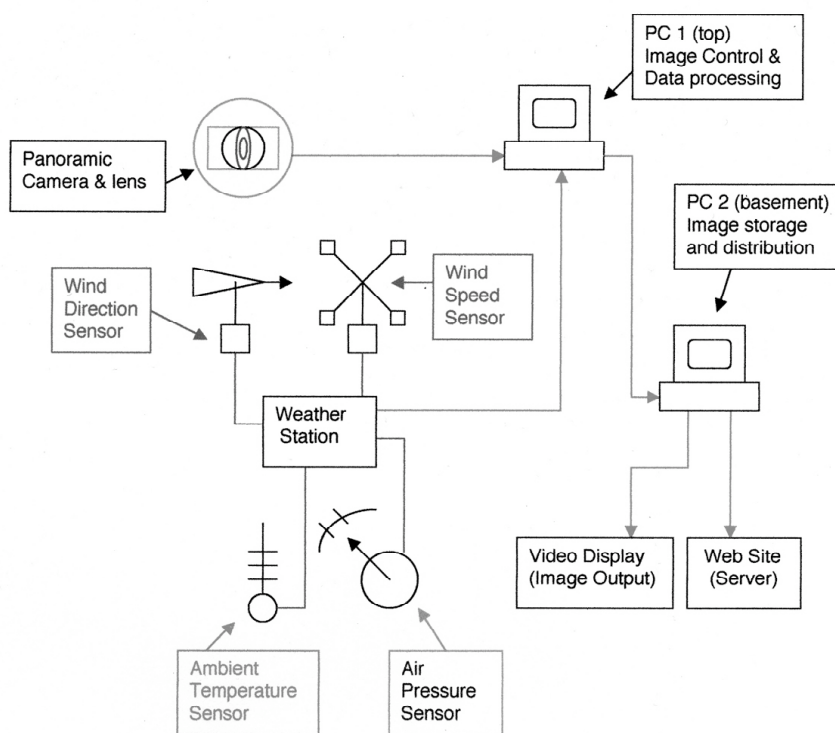 PC 1 (top)
Image Control &
Data processing
Panoramic
Camera & lens
PC 2 (basement)
Image storage
and distribution
Wind
Direction
Sensor
Wind
Speed
Sensor
Weather
Station
Video Display
(Image Output)
Web Site
(Server)
Ambient
Temperature
Sensor
Air
Pressure
Sensor